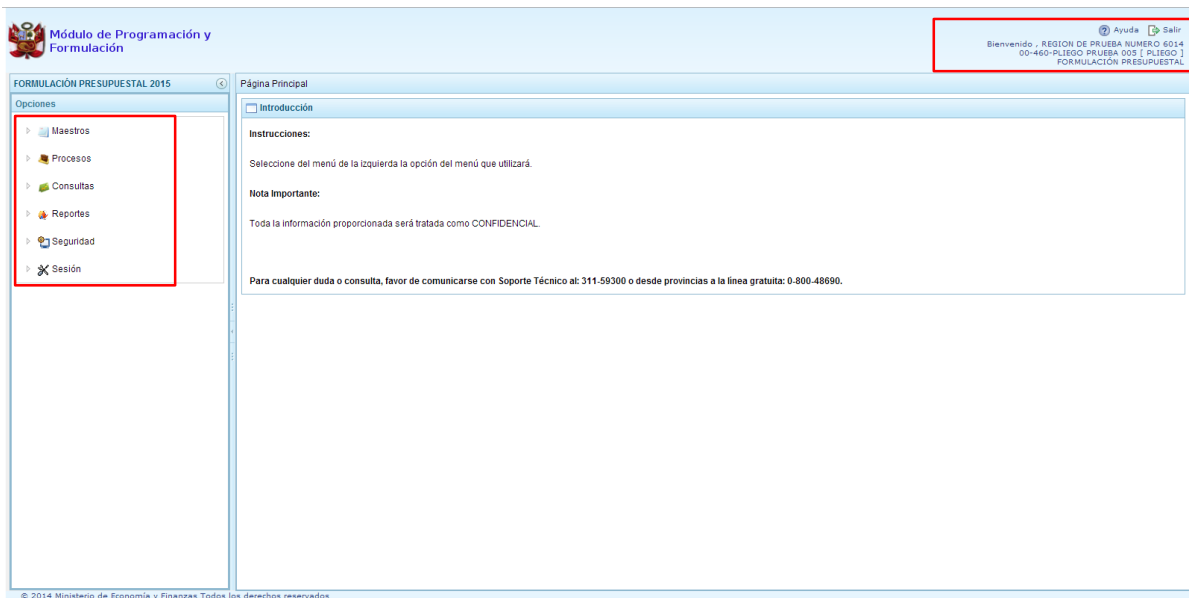 Módulo de Programación y
Formulación
Ayuda Salir
Bienvenido , REGION DE PRUEBA NUMERO 6014
00-460-PLIEGO PRUEBA 005 [ PLIEGO ]
FORMULACIÓN PRESUPUESTAL
FORMULACIÓN PRESUPUESTAL 2015
Opciones
Maestros
Procesos
Consultas
Reportes
Seguridad
Sesión
Página Principal
Introducción
Instrucciones:
Seleccione del menú de la izquierda la opción del menú que utilizará.
Nota Importante:
Toda la información proporcionada será tratada como CONFIDENCIAL.
Para cualquier duda o consulta, favor de comunicarse con Soporte Técnico al: 311-59300 o desde provincias a la línea gratuita: 0-800-48690.
© 2014 Ministerio de Economía y Finanzas Todos los derechos reservados